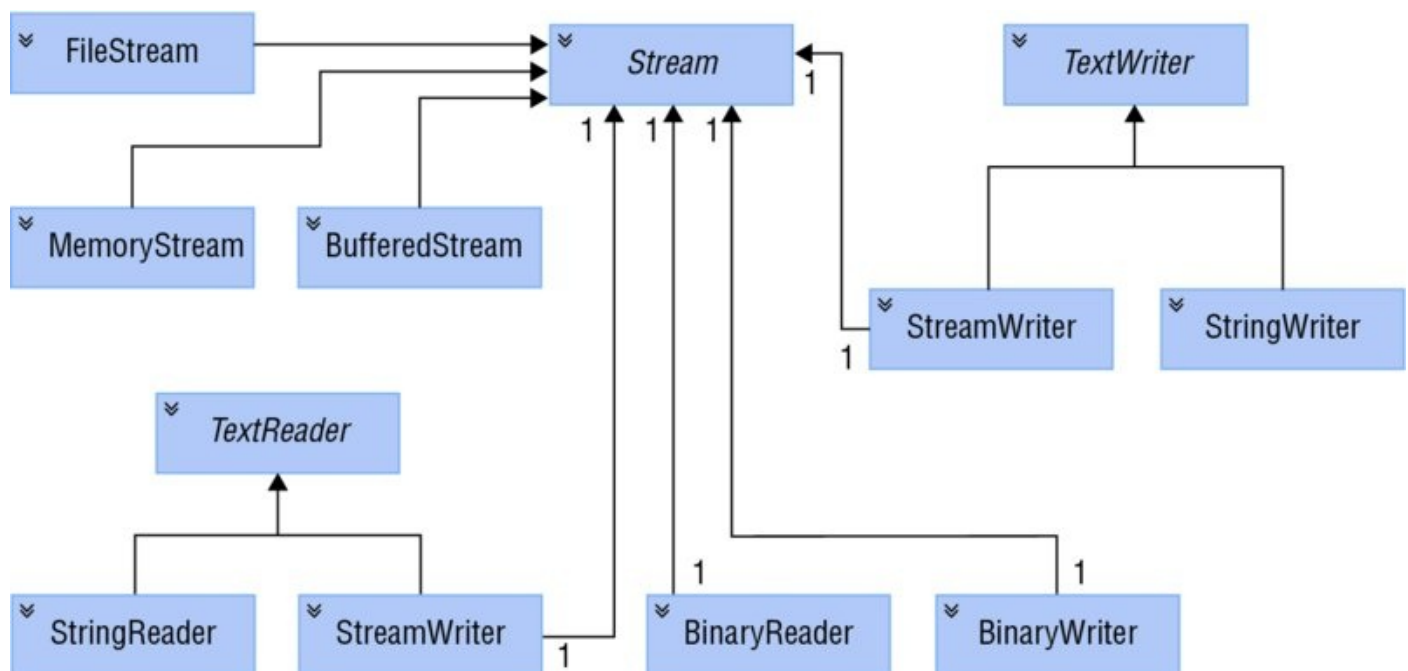 FileStream
Stream
TextWriter
1
1 1 1
MemoryStream
BufferedStream
StreamWriter
StringWriter
1
TextReader
1
1
StringReader
StreamWriter
BinaryReader
BinaryWriter
1